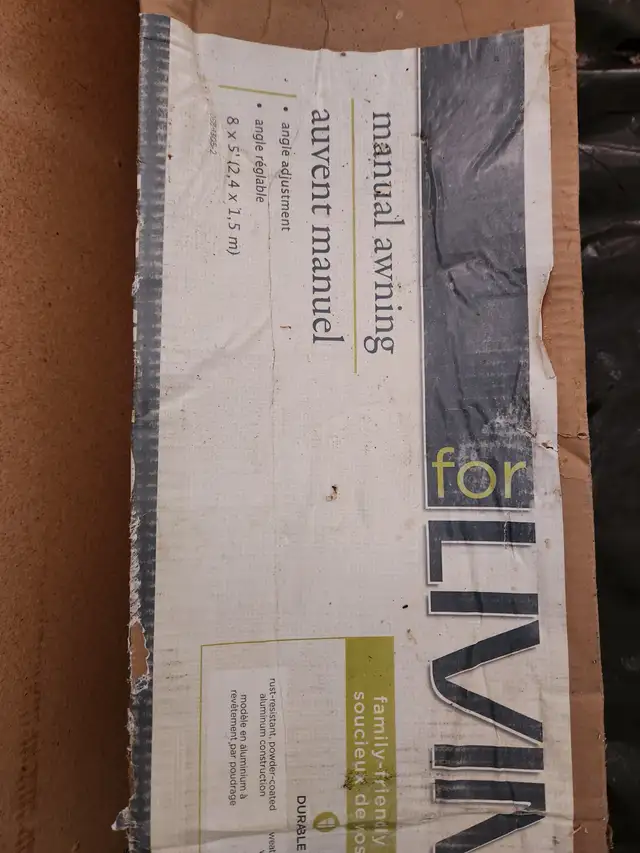 for LIVIN
manual awning
auvent manuel
• angle adjustment
• angle réglable
8 x 5' (2,4 x 1,5 m)
family-friendly
soucieux de vos
DURABLE
rust-resistant, powder-coated
aluminum construction
modèle en aluminium à
revêtement par poudrage